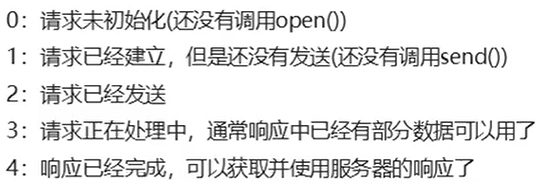 0：请求未初始化(还没有调用open())
1：请求已经建立，但是还没有发送(还没有调用send())
2：请求已经发送
3：请求正在处理中，通常响应中已经有部分数据可以用了
4：响应已经完成，可以获取并使用服务器的响应了